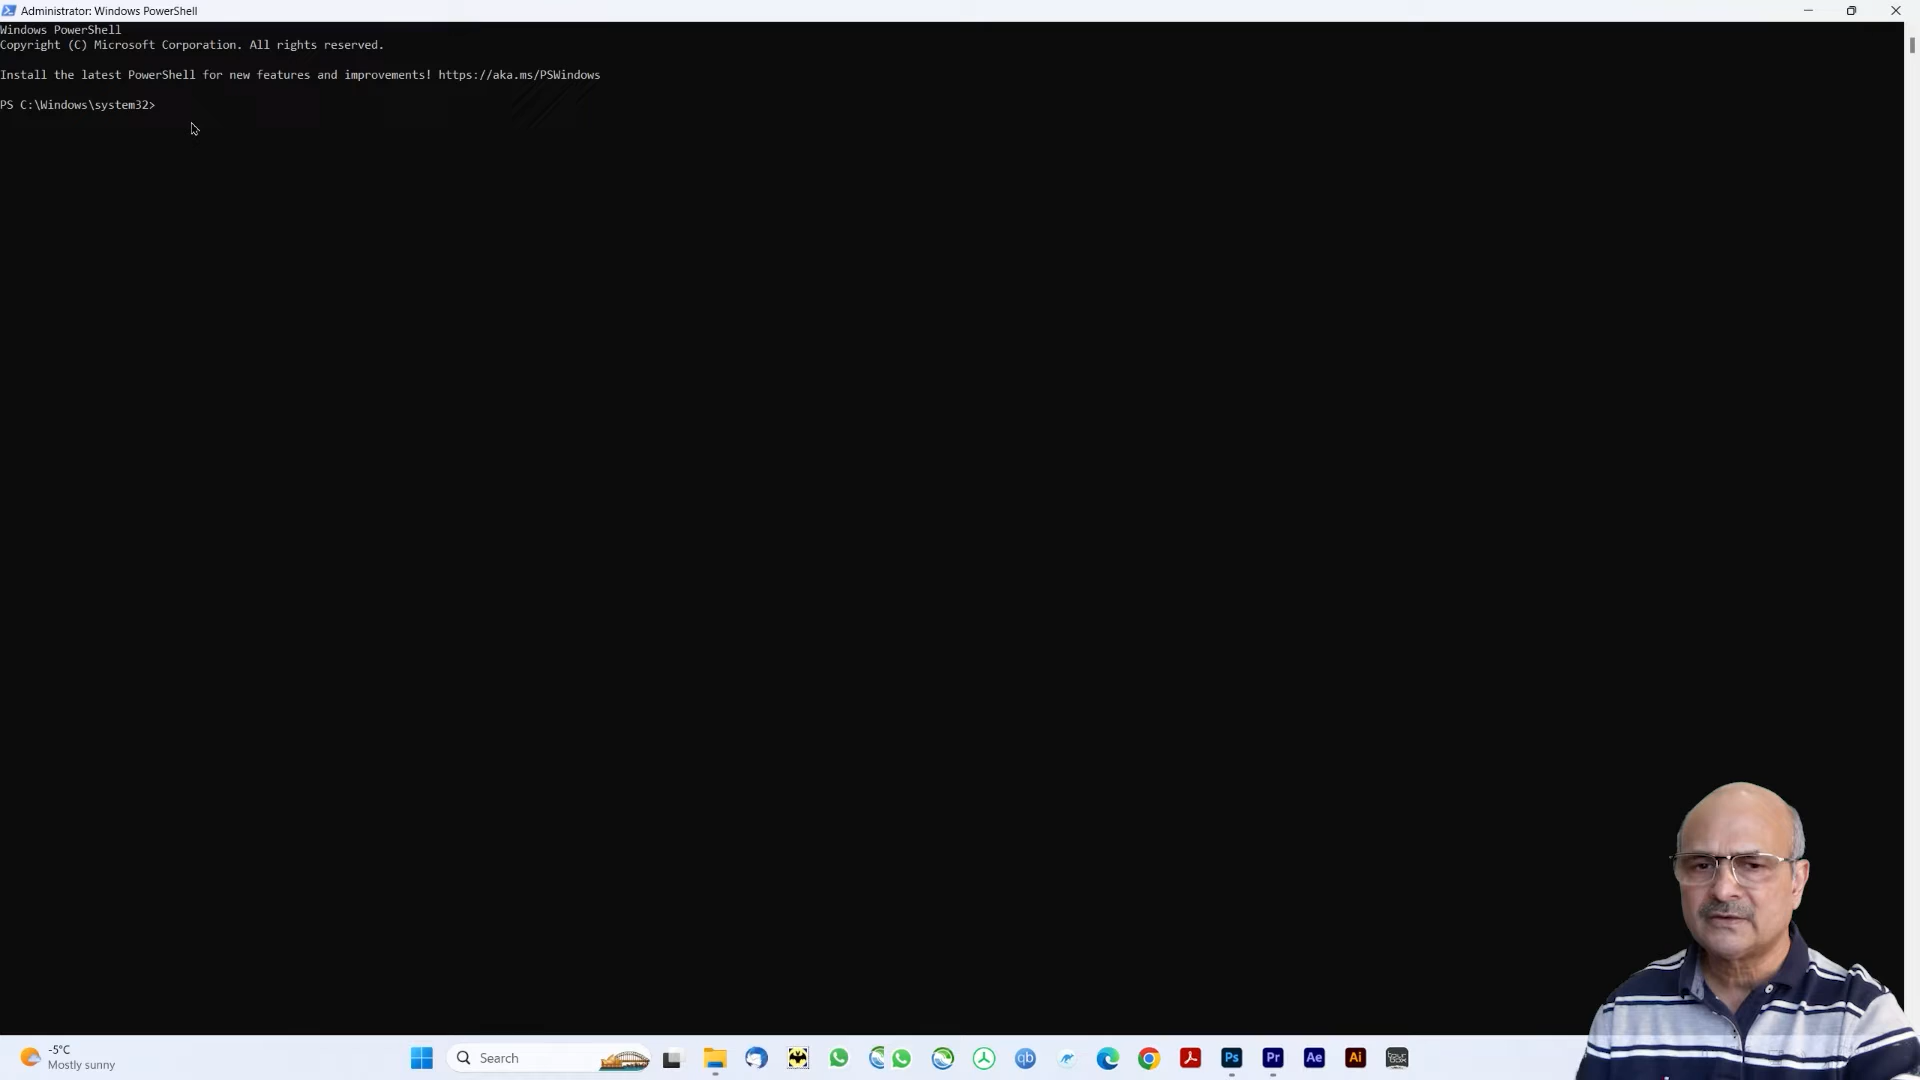 Administrator: Windows PowerShell
Windows PowerShell
Copyright (C) Microsoft Corporation. All rights reserved.
Install the latest PowerShell for new features and improvements! https://aka.ms/PSWindows
PS C:\Windows\system32>
-5°C
Mostly sunny
Search
qb
Ps
Pr
Ae
Ai